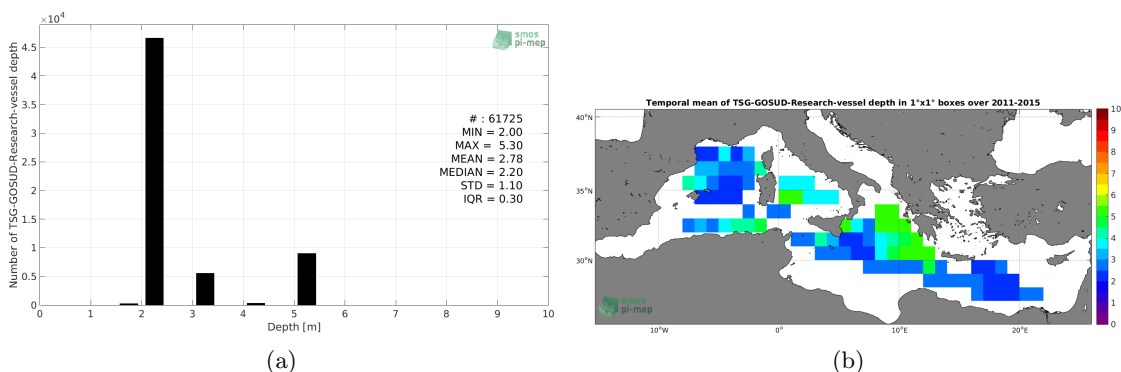 ×10⁴
smos
pi-mep
4.5
4
3.5
3
2.5
2
1.5
1
0.5
0
Number of TSG-GOSUD-Research-vessel depth
# : 61725
MIN = 2.00
MAX = 5.30
MEAN = 2.78
MEDIAN = 2.20
STD = 1.10
IQR = 0.30
0 1 2 3 4 5 6 7 8 9 10
Depth [m]
(a)
Temporal mean of TSG-GOSUD-Research-vessel depth in 1°x1° boxes over 2011-2015
40°N
35°N
30°N
smos
pi-mep
10°W 0° 10°E 20°E
10
9
8
7
6
5
4
3
2
1
0
(b)